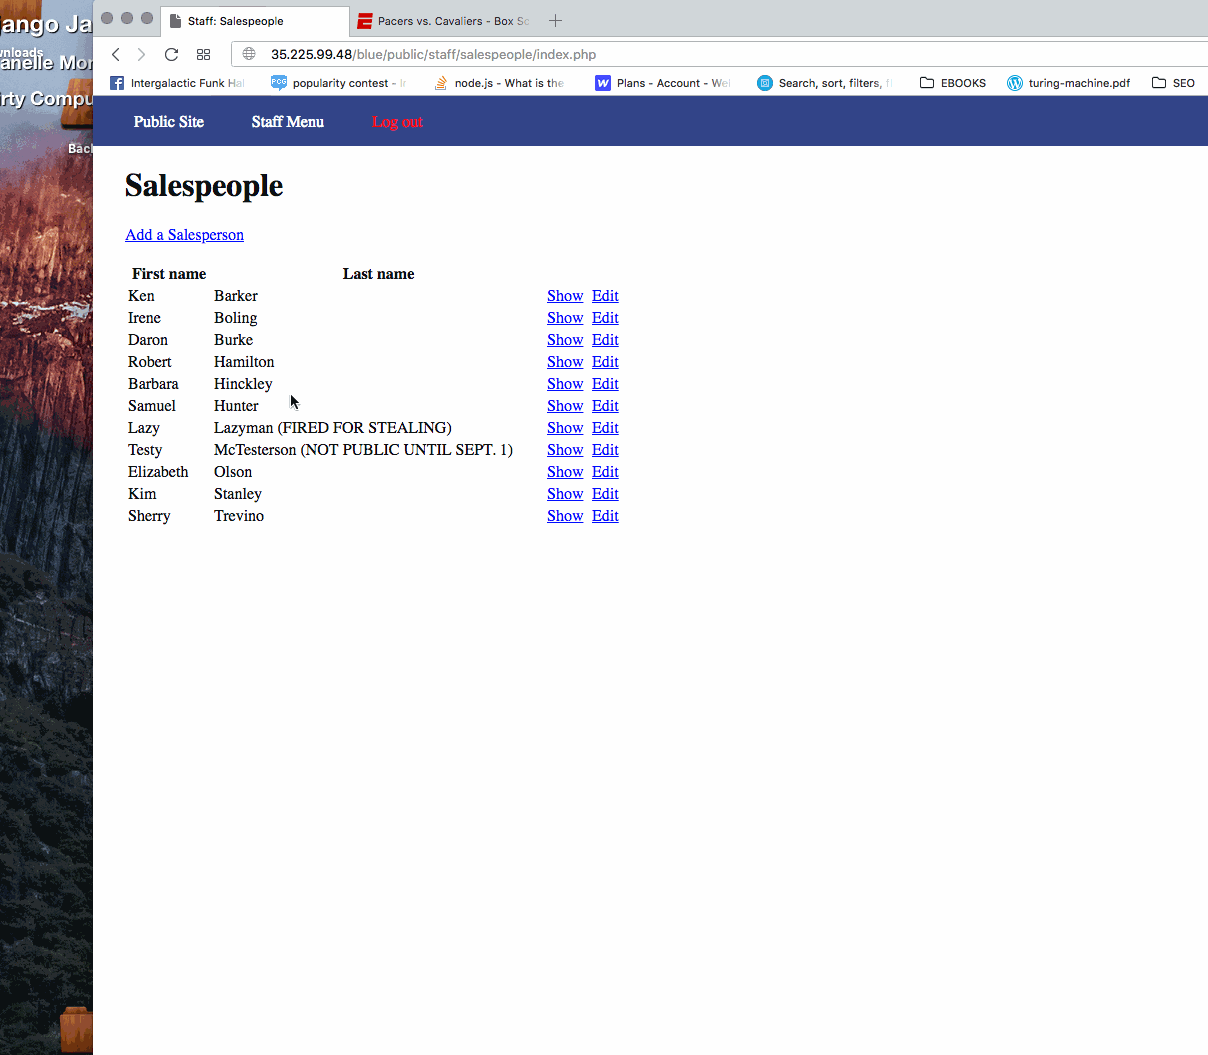 ango Ja
wnloads
anelle Mor
rty Compu
Back
Staff: Salespeople
Pacers vs. Cavaliers - Box Sc
35.225.99.48/blue/public/staff/salespeople/index.php
Intergalactic Funk Hal
popularity contest - I
node.js - What is the
Plans - Account - Wel
Search, sort, filters, f
EBOOKS
turing-machine.pdf
SEO
Public Site Staff Menu Log out
Salespeople
Add a Salesperson
First name Last name
Ken Barker Show Edit
Irene Boling Show Edit
Daron Burke Show Edit
Robert Hamilton Show Edit
Barbara Hinckley Show Edit
Samuel Hunter Show Edit
Lazy Lazyman (FIRED FOR STEALING) Show Edit
Testy McTesterson (NOT PUBLIC UNTIL SEPT. 1) Show Edit
Elizabeth Olson Show Edit
Kim Stanley Show Edit
Sherry Trevino Show Edit